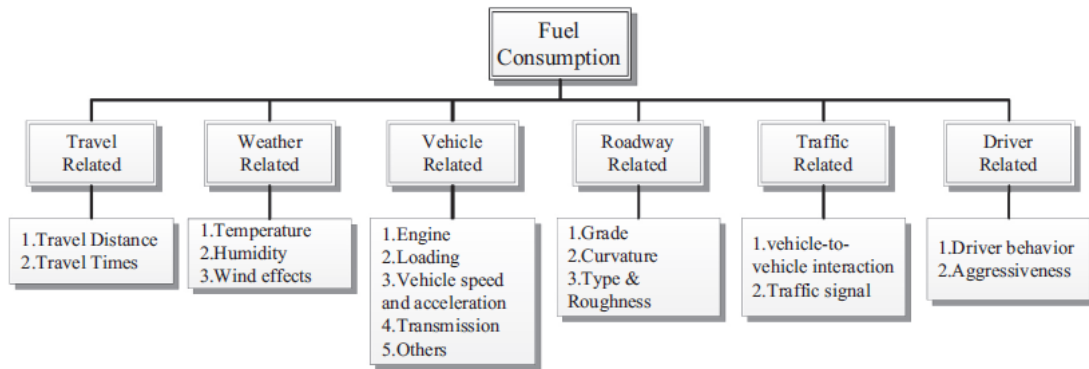 Fuel
Consumption
Travel
Related
Weather
Related
Vehicle
Related
Roadway
Related
Traffic
Related
Driver
Related
1.Travel Distance
2.Travel Times
1.Temperature
2.Humidity
3.Wind effects
1.Engine
2.Loading
3.Vehicle speed
and acceleration
4.Transmission
5.Others
1.Grade
2.Curvature
3.Type &
Roughness
1.vehicle-to-
vehicle interaction
2.Traffic signal
1.Driver behavior
2.Aggressiveness